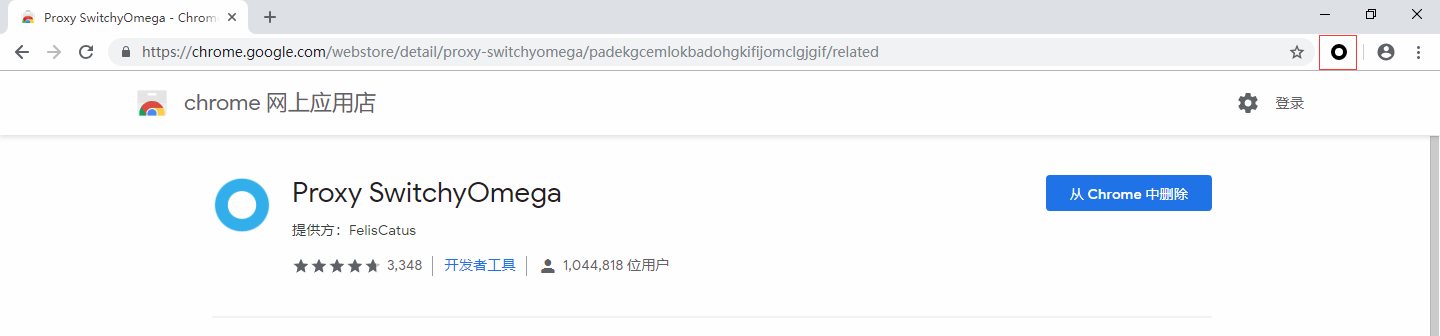 Proxy SwitchyOmega - Chrom
https://chrome.google.com/webstore/detail/proxy-switchyomega/padekgcemlokbadohgkifijomclgjgif/related
chrome 网上应用店
登录
Proxy SwitchyOmega
从 Chrome 中删除
提供方：FelisCatus
3,348
开发者工具
1,044,818 位用户